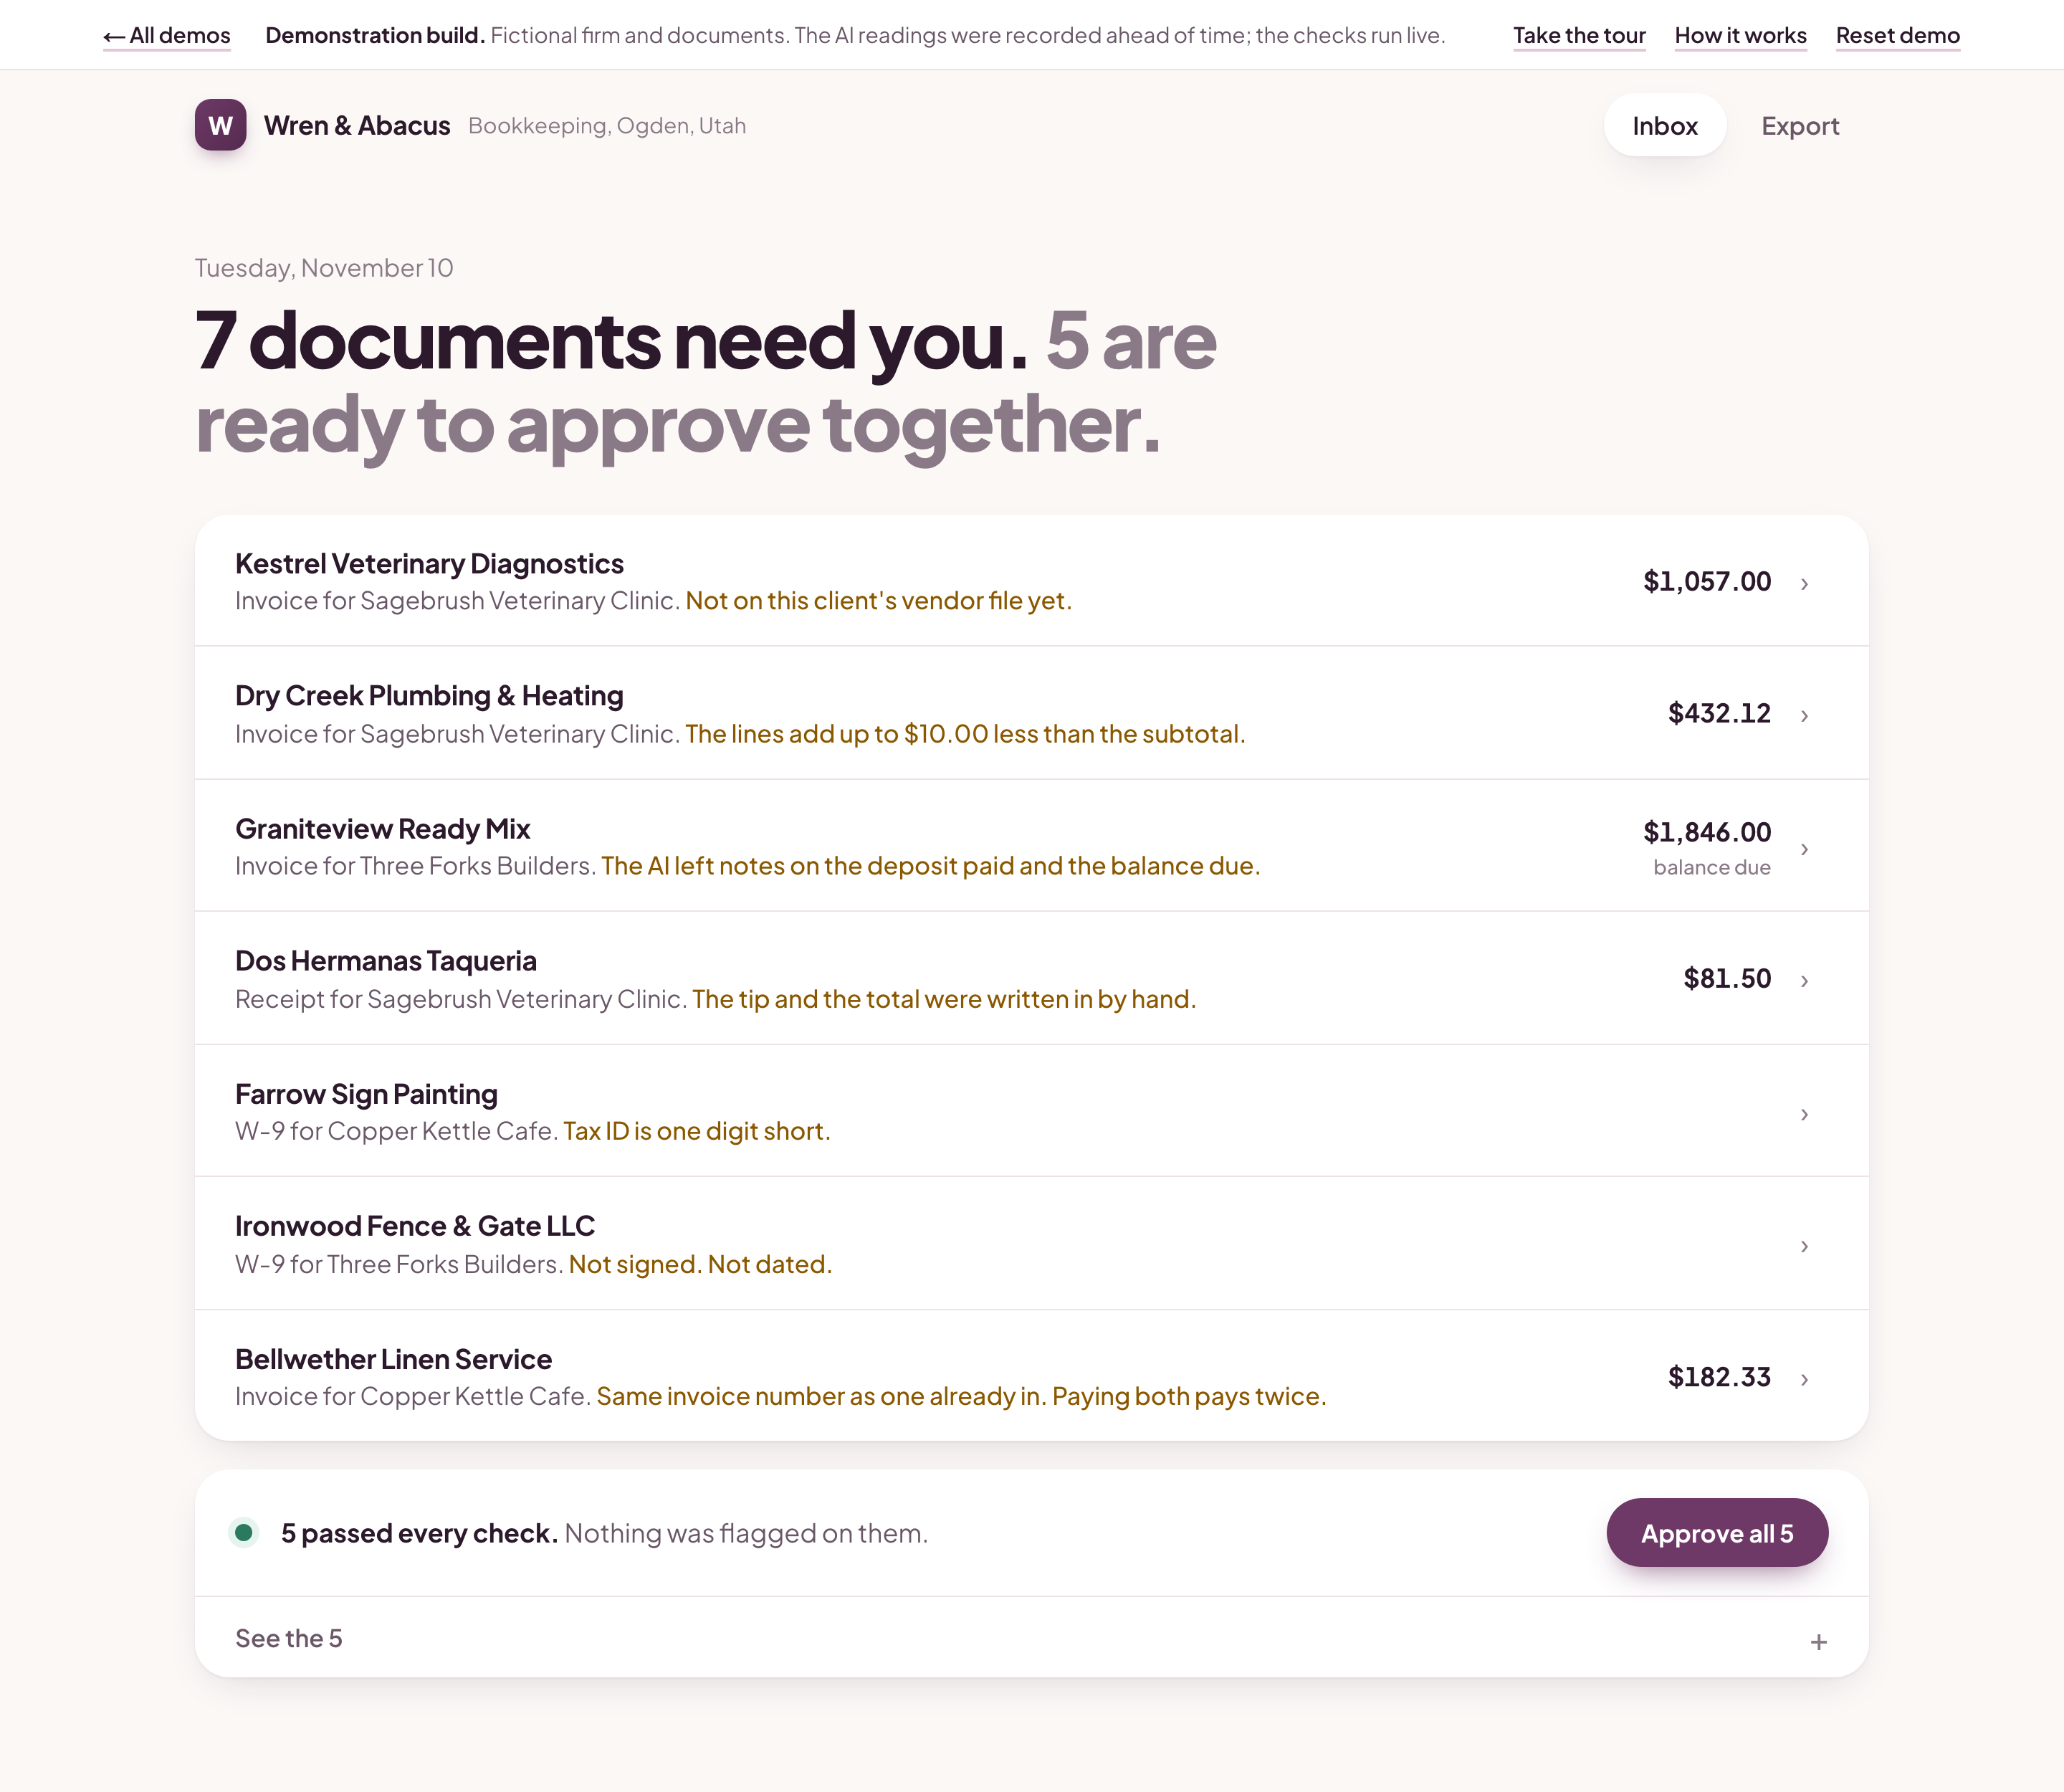 ← All demos Demonstration build. Fictional firm and documents. The AI readings were recorded ahead of time; the checks run live. Take the tour How it works Reset demo
W Wren & Abacus Bookkeeping, Ogden, Utah Inbox Export
Tuesday, November 10
7 documents need you. 5 are
ready to approve together.
Kestrel Veterinary Diagnostics
Invoice for Sagebrush Veterinary Clinic. Not on this client's vendor file yet.
$1,057.00 ›
Dry Creek Plumbing & Heating
Invoice for Sagebrush Veterinary Clinic. The lines add up to $10.00 less than the subtotal.
$432.12 ›
Graniteview Ready Mix
Invoice for Three Forks Builders. The AI left notes on the deposit paid and the balance due.
$1,846.00 ›
balance due
Dos Hermanas Taqueria
Receipt for Sagebrush Veterinary Clinic. The tip and the total were written in by hand.
$81.50 ›
Farrow Sign Painting
W-9 for Copper Kettle Cafe. Tax ID is one digit short.
›
Ironwood Fence & Gate LLC
W-9 for Three Forks Builders. Not signed. Not dated.
›
Bellwether Linen Service
Invoice for Copper Kettle Cafe. Same invoice number as one already in. Paying both pays twice.
$182.33 ›
5 passed every check. Nothing was flagged on them. Approve all 5
See the 5 +